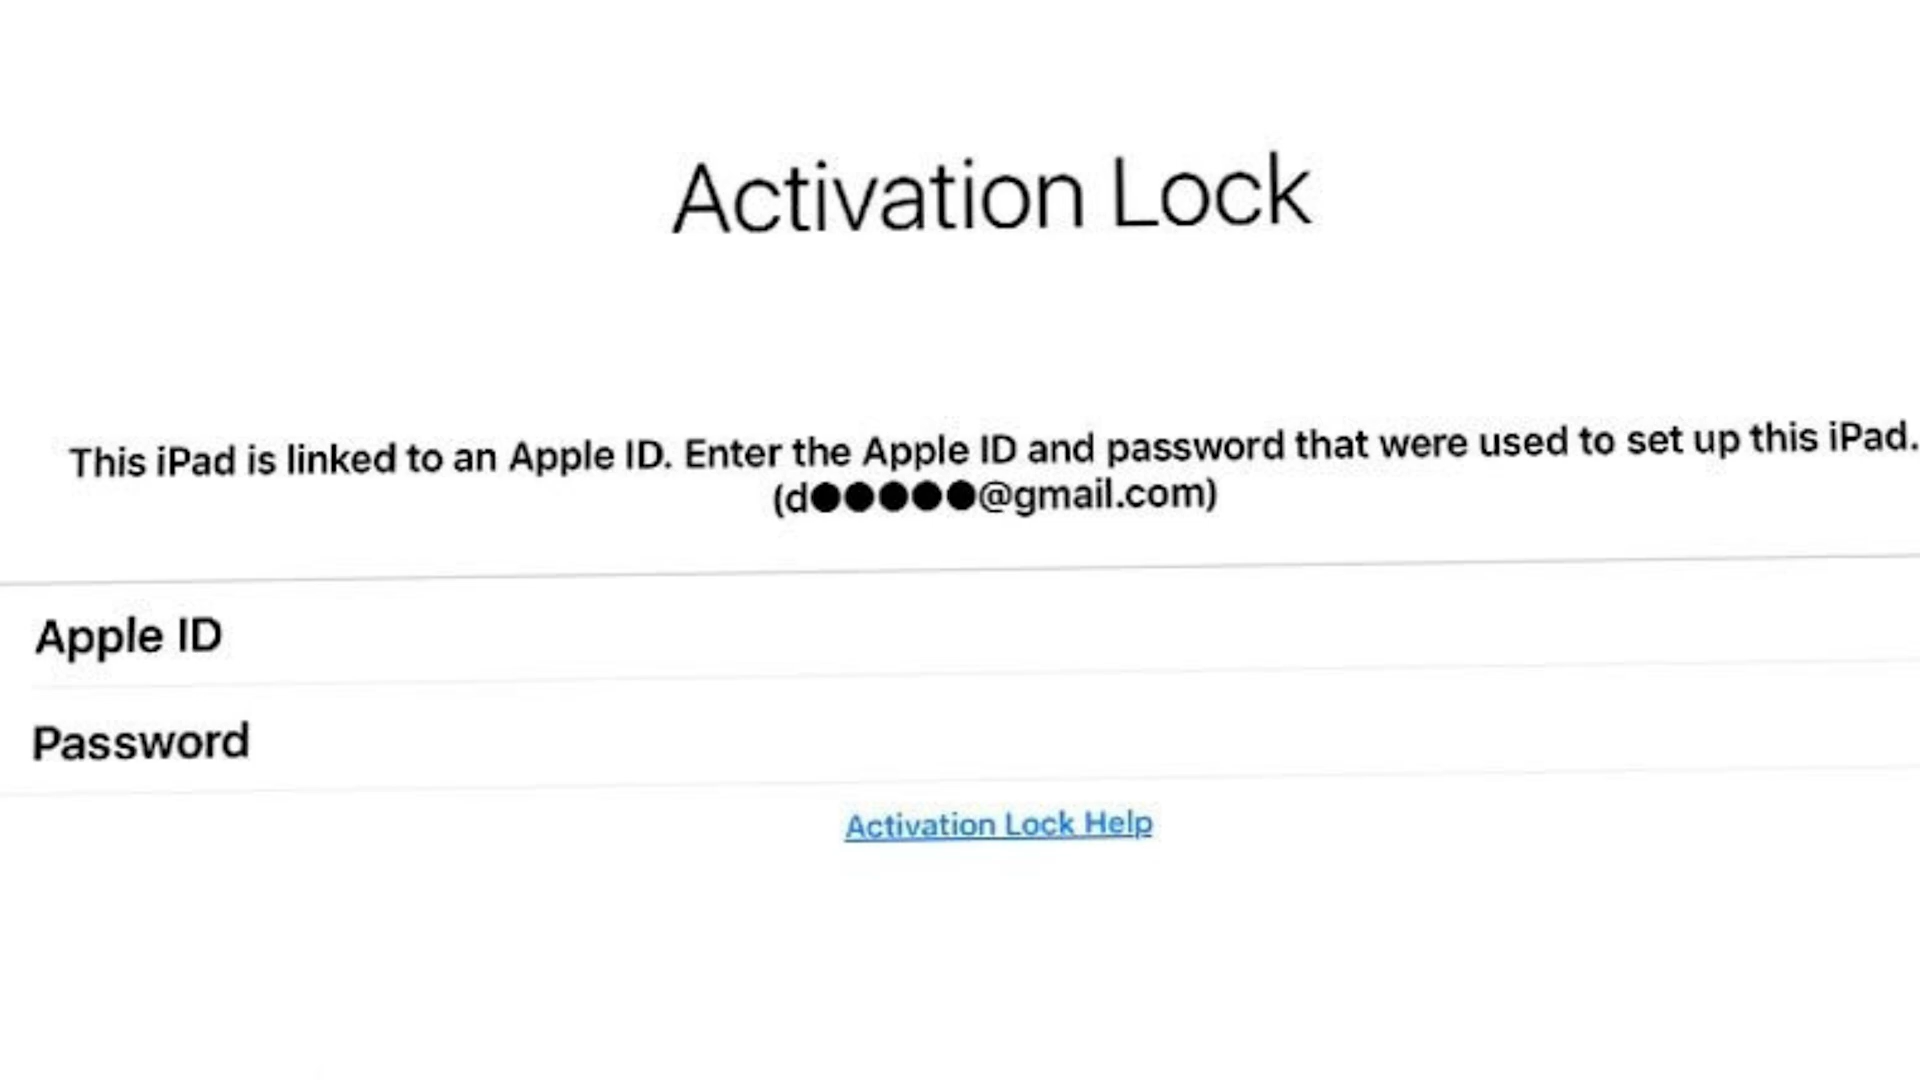 Activation Lock
This iPad is linked to an Apple ID. Enter the Apple ID and password that were used to set up this iPad.
(d●●●●●@gmail.com)
Apple ID
Password
Activation Lock Help